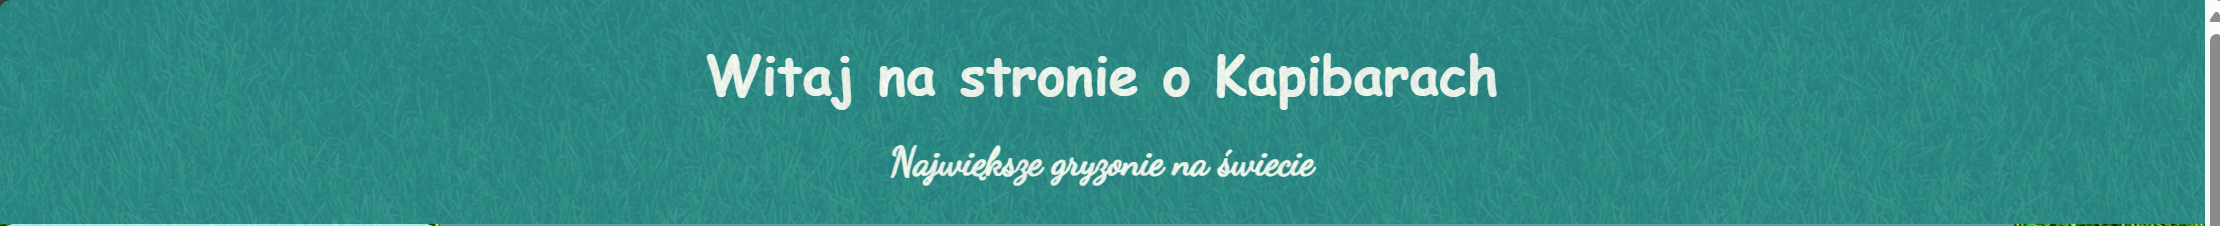 Witaj na stronie o Kapibarach
Największe gryzonie na świecie